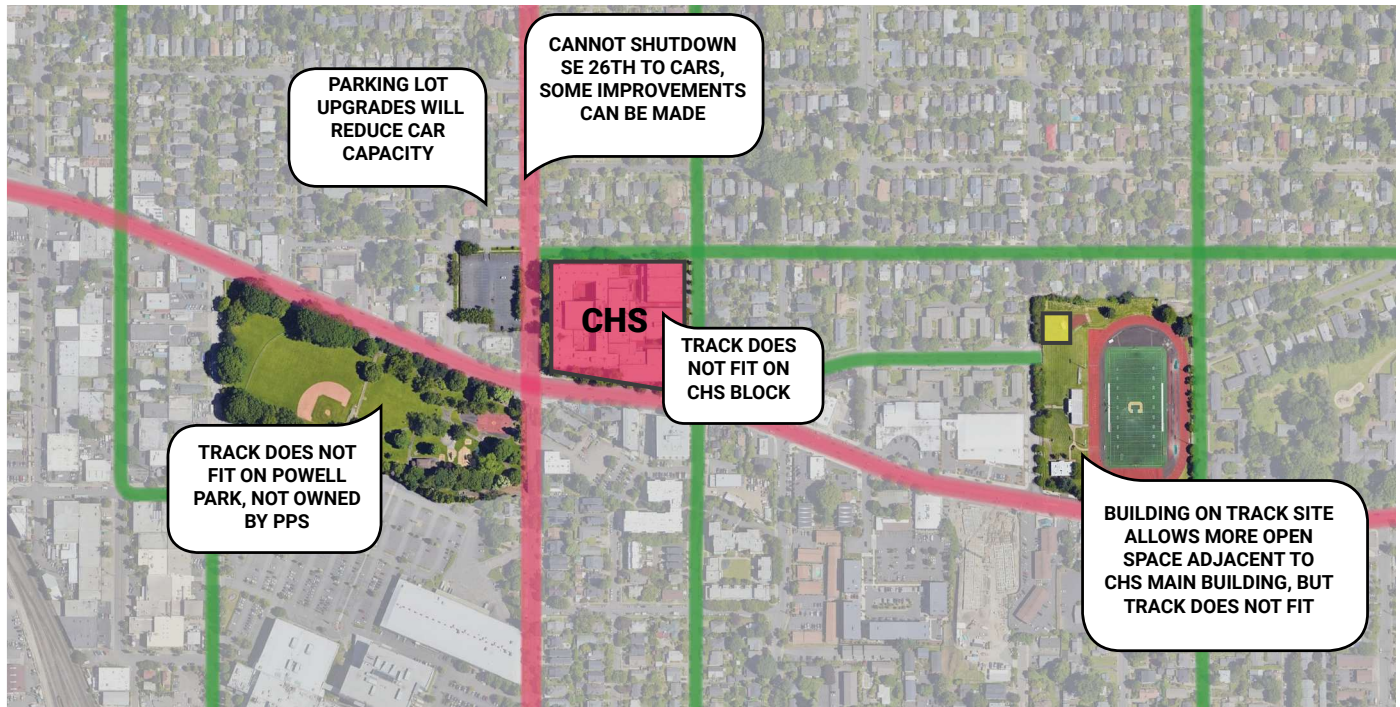 CANNOT SHUTDOWN
SE 26TH TO CARS,
SOME IMPROVEMENTS
CAN BE MADE
PARKING LOT
UPGRADES WILL
REDUCE CAR
CAPACITY
CHS
TRACK DOES
NOT FIT ON
CHS BLOCK
C
TRACK DOES NOT
FIT ON POWELL
PARK, NOT OWNED
BY PPS
BUILDING ON TRACK SITE
ALLOWS MORE OPEN
SPACE ADJACENT TO
CHS MAIN BUILDING, BUT
TRACK DOES NOT FIT